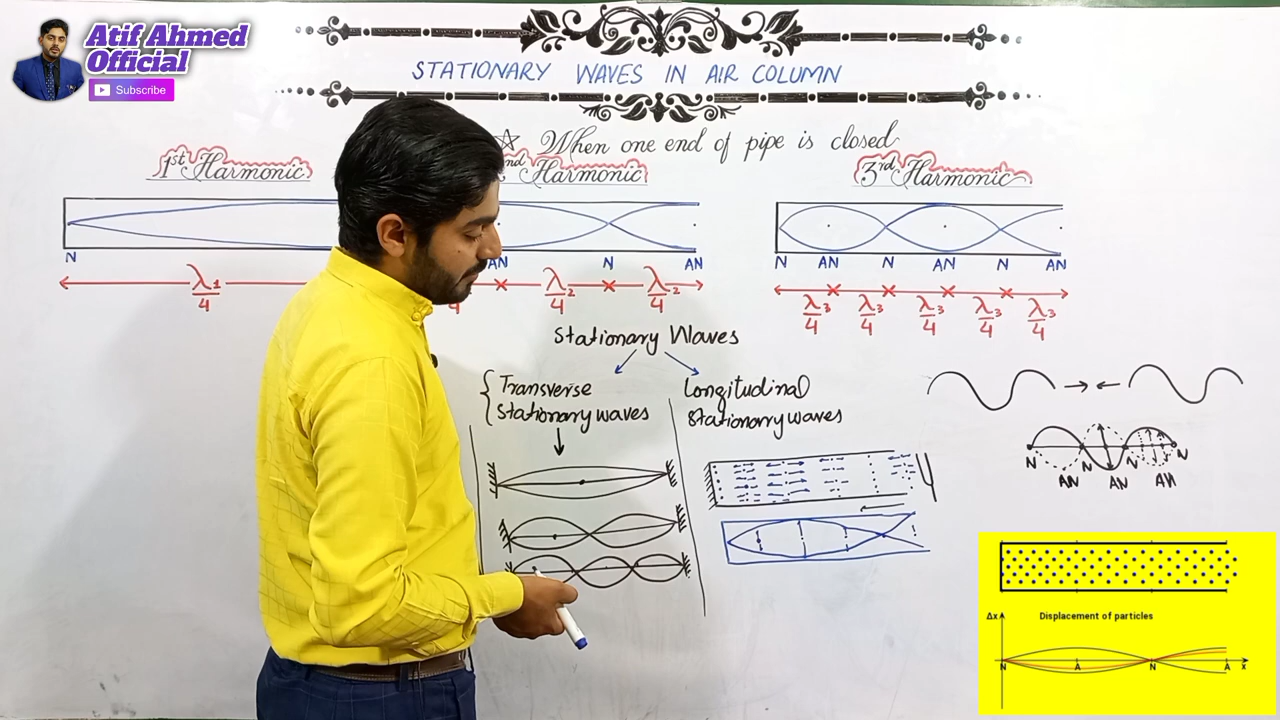 Atif Ahmed
Official
Subscribe
STATIONARY WAVES IN AIR COLUMN
When one end of pipe is closed
1st Harmonic
nd Harmonic
3rd Harmonic
N
AN N AN
N AN N AN N AN
λ1/4
4 λ2/4 λ2/4
λ3/4 λ3/4 λ3/4 λ3/4 λ3/4
Stationary Waves
Transverse
Stationary waves
Longitudinal
Stationary waves
N N N N
AN AN AN
Δx
Displacement of particles
N A N A x